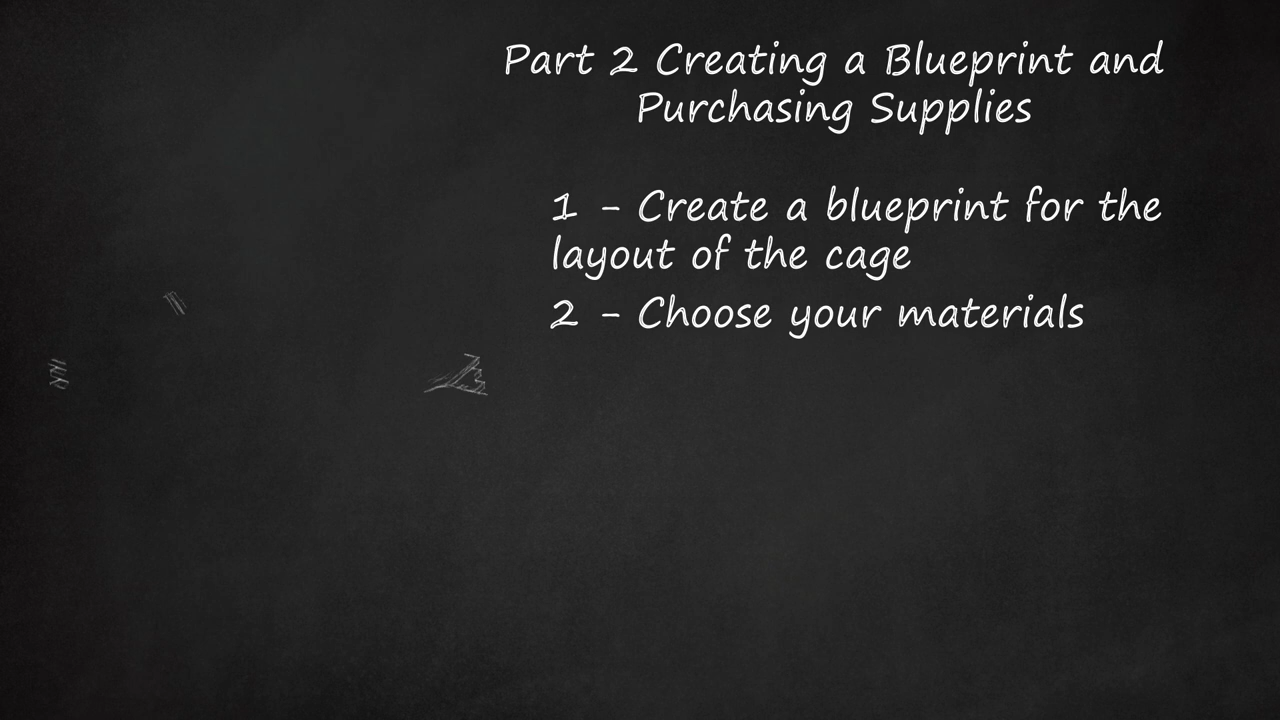 Part 2 Creating a Blueprint and
Purchasing Supplies
1 - Create a blueprint for the
layout of the cage
2 - Choose your materials